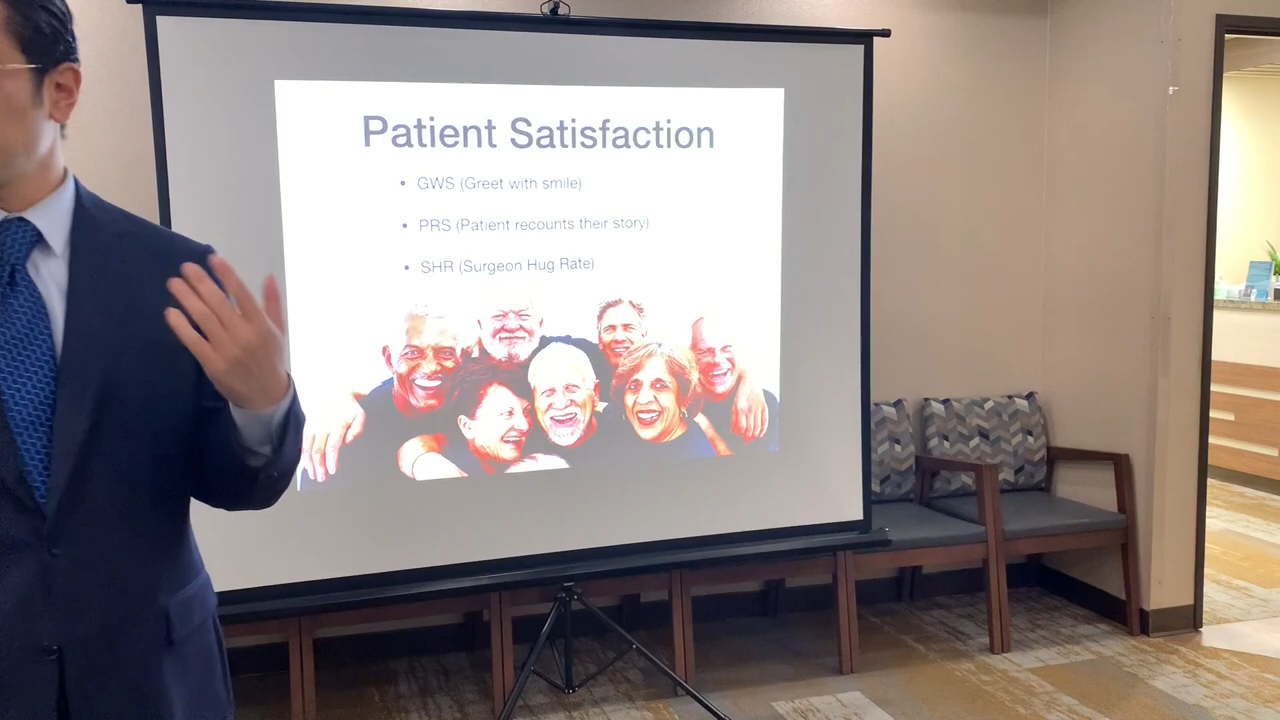 Patient Satisfaction
• GWS (Greet with smile)
• PRS (Patient recounts their story)
• SHR (Surgeon Hug Rate)